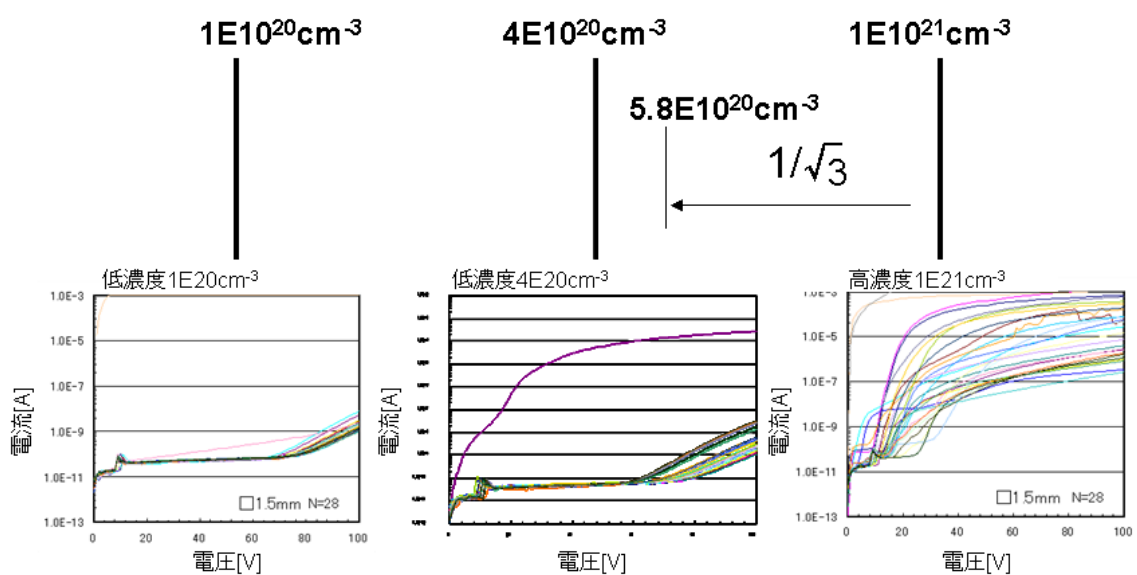 1E10²⁰cm⁻³
4E10²⁰cm⁻³
1E10²¹cm⁻³
5.8E10²⁰cm⁻³
1/√3
低濃度1E20cm⁻³
1.0E-3
1.0E-5
1.0E-7
1.0E-9
1.0E-11
1.0E-13
電流[A]
□1.5mm N=28
0 20 40 60 80 100
電圧[V]
低濃度4E20cm⁻³
電流[A]
電圧[V]
高濃度1E21cm⁻³
1.0E-3
1.0E-5
1.0E-7
1.0E-9
1.0E-11
1.0E-13
電流[A]
□1.5mm N=28
0 20 40 60 80 100
電圧[V]